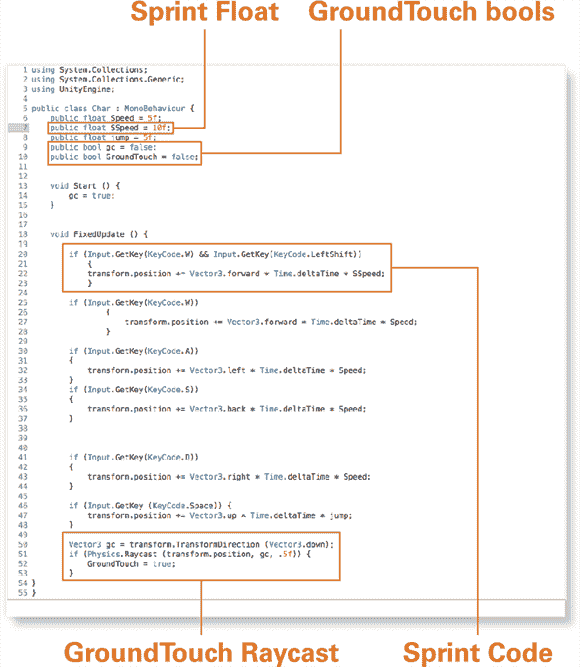 Sprint Float GroundTouch bools
1 using System.Collections;
2 using System.Collections.Generic;
3 using UnityEngine;
4
5 public class Char : MonoBehaviour {
6 public float Speed = 5f;
7 public float SSpeed = 10f;
8 public float jump = 5f;
9 public bool gc = false;
10 public bool GroundTouch = false;
11
12
13 void Start () {
14 gc = true;
15 }
16
17
18 void FixedUpdate () {
19
20 if (Input.GetKey(KeyCode.W) && Input.GetKey(KeyCode.LeftShift))
21 {
22 transform.position += Vector3.forward * Time.deltaTime * SSpeed;
23 }
24
25 if (Input.GetKey(KeyCode.W))
26 {
27 transform.position += Vector3.forward * Time.deltaTime * Speed;
28 }
29
30 if (Input.GetKey(KeyCode.A))
31 {
32 transform.position += Vector3.left * Time.deltaTime * Speed;
33 }
34 if (Input.GetKey(KeyCode.S))
35 {
36 transform.position += Vector3.back * Time.deltaTime * Speed;
37 }
38
39
40
41 if (Input.GetKey(KeyCode.D))
42 {
43 transform.position += Vector3.right * Time.deltaTime * Speed;
44 }
45
46 if (Input.GetKey (KeyCode.Space)) {
47 transform.position += Vector3.up * Time.deltaTime * jump;
48 }
49
50 Vector3 gc = transform.TransformDirection (Vector3.down);
51 if (Physics.Raycast (transform.position, gc, .5f)) {
52 GroundTouch = true;
53 }
54 }
55 }
GroundTouch Raycast Sprint Code